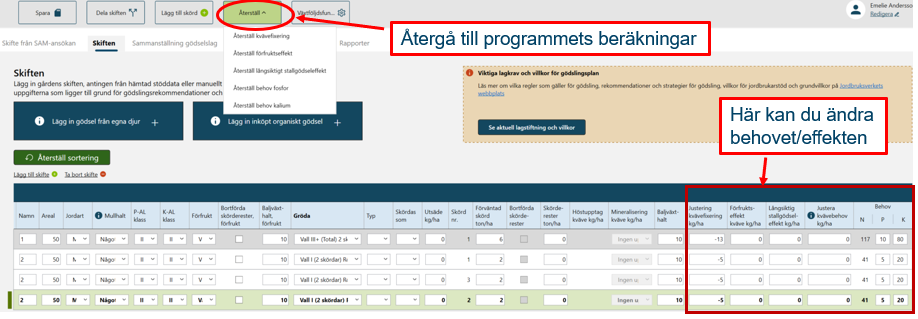 Spara
Dela skiften
Lägg till skörd
Återställ
Växtföljdsfun...
Emelie Andersso
Redigera
Återgå till programmets beräkningar
Återställ kvävefixering
Återställ förfruktseffekt
Återställ långsiktigt stallgödseleffekt
Återställ behov fosfor
Återställ behov kalium
Skifte från SAM-ansökan
Skiften
Sammanställning gödselslag
Rapporter
Skiften
Lägg in gårdens skiften, antingen från hämtad stöddata eller manuellt
uppgifterna som ligger till grund för gödslingsrekommendationer och
Viktiga lagkrav och villkor för gödslingsplan
Läs mer om vilka regler som gäller för gödsling, rekommendationer och strategier för gödsling, villkor för jordbrukarstöd och grundvillkor på Jordbruksverkets
webbplats
Se aktuell lagstiftning och villkor
Lägg in gödsel från egna djur +
Lägg in inköpt organiskt gödsel +
Här kan du ändra
behovet/effekten
Återställ sortering
Lägg till skifte
Ta bort skifte
Namn Areal Jordart Mullhalt P-AL klass K-AL klass Förfrukt Bortförda skörderester, förfrukt Baljväxt- halt, förfrukt Gröda Typ Skördas som Utsäde kg/ha Skörd nr Förväntad skörd ton/ha Bortförda skörde- rester Skörde- rester ton/ha Höstupptag kväve kg/ha Mineralisering kväve kg/ha Baljväxt- halt Justering kvävefixering kg/ha Förfrukts- effekt kväve kg/ha Långsiktig stallgödsel- effekt kg/ha Justera kvävebehov kg/ha Behov N P K
1 50 M Någo II II V 10 Vall III+ (Total) 2 sk 0 1 6 0 Ingen u 10 -13 0 0 0 117 10 80
2 50 M Någo II II V 10 Vall I (2 skördar) Ro 0 1 2 0 Ingen u 10 -5 0 0 0 41 5 20
2 50 M Någo II II V 10 Vall I (2 skördar) Ro 0 1 2 0 Ingen u 10 -5 0 0 0 41 5 20
2 50 M Någo II II V 10 Vall I (2 skördar) I 0 2 2 0 Ingen u 10 -5 0 0 0 41 5 20